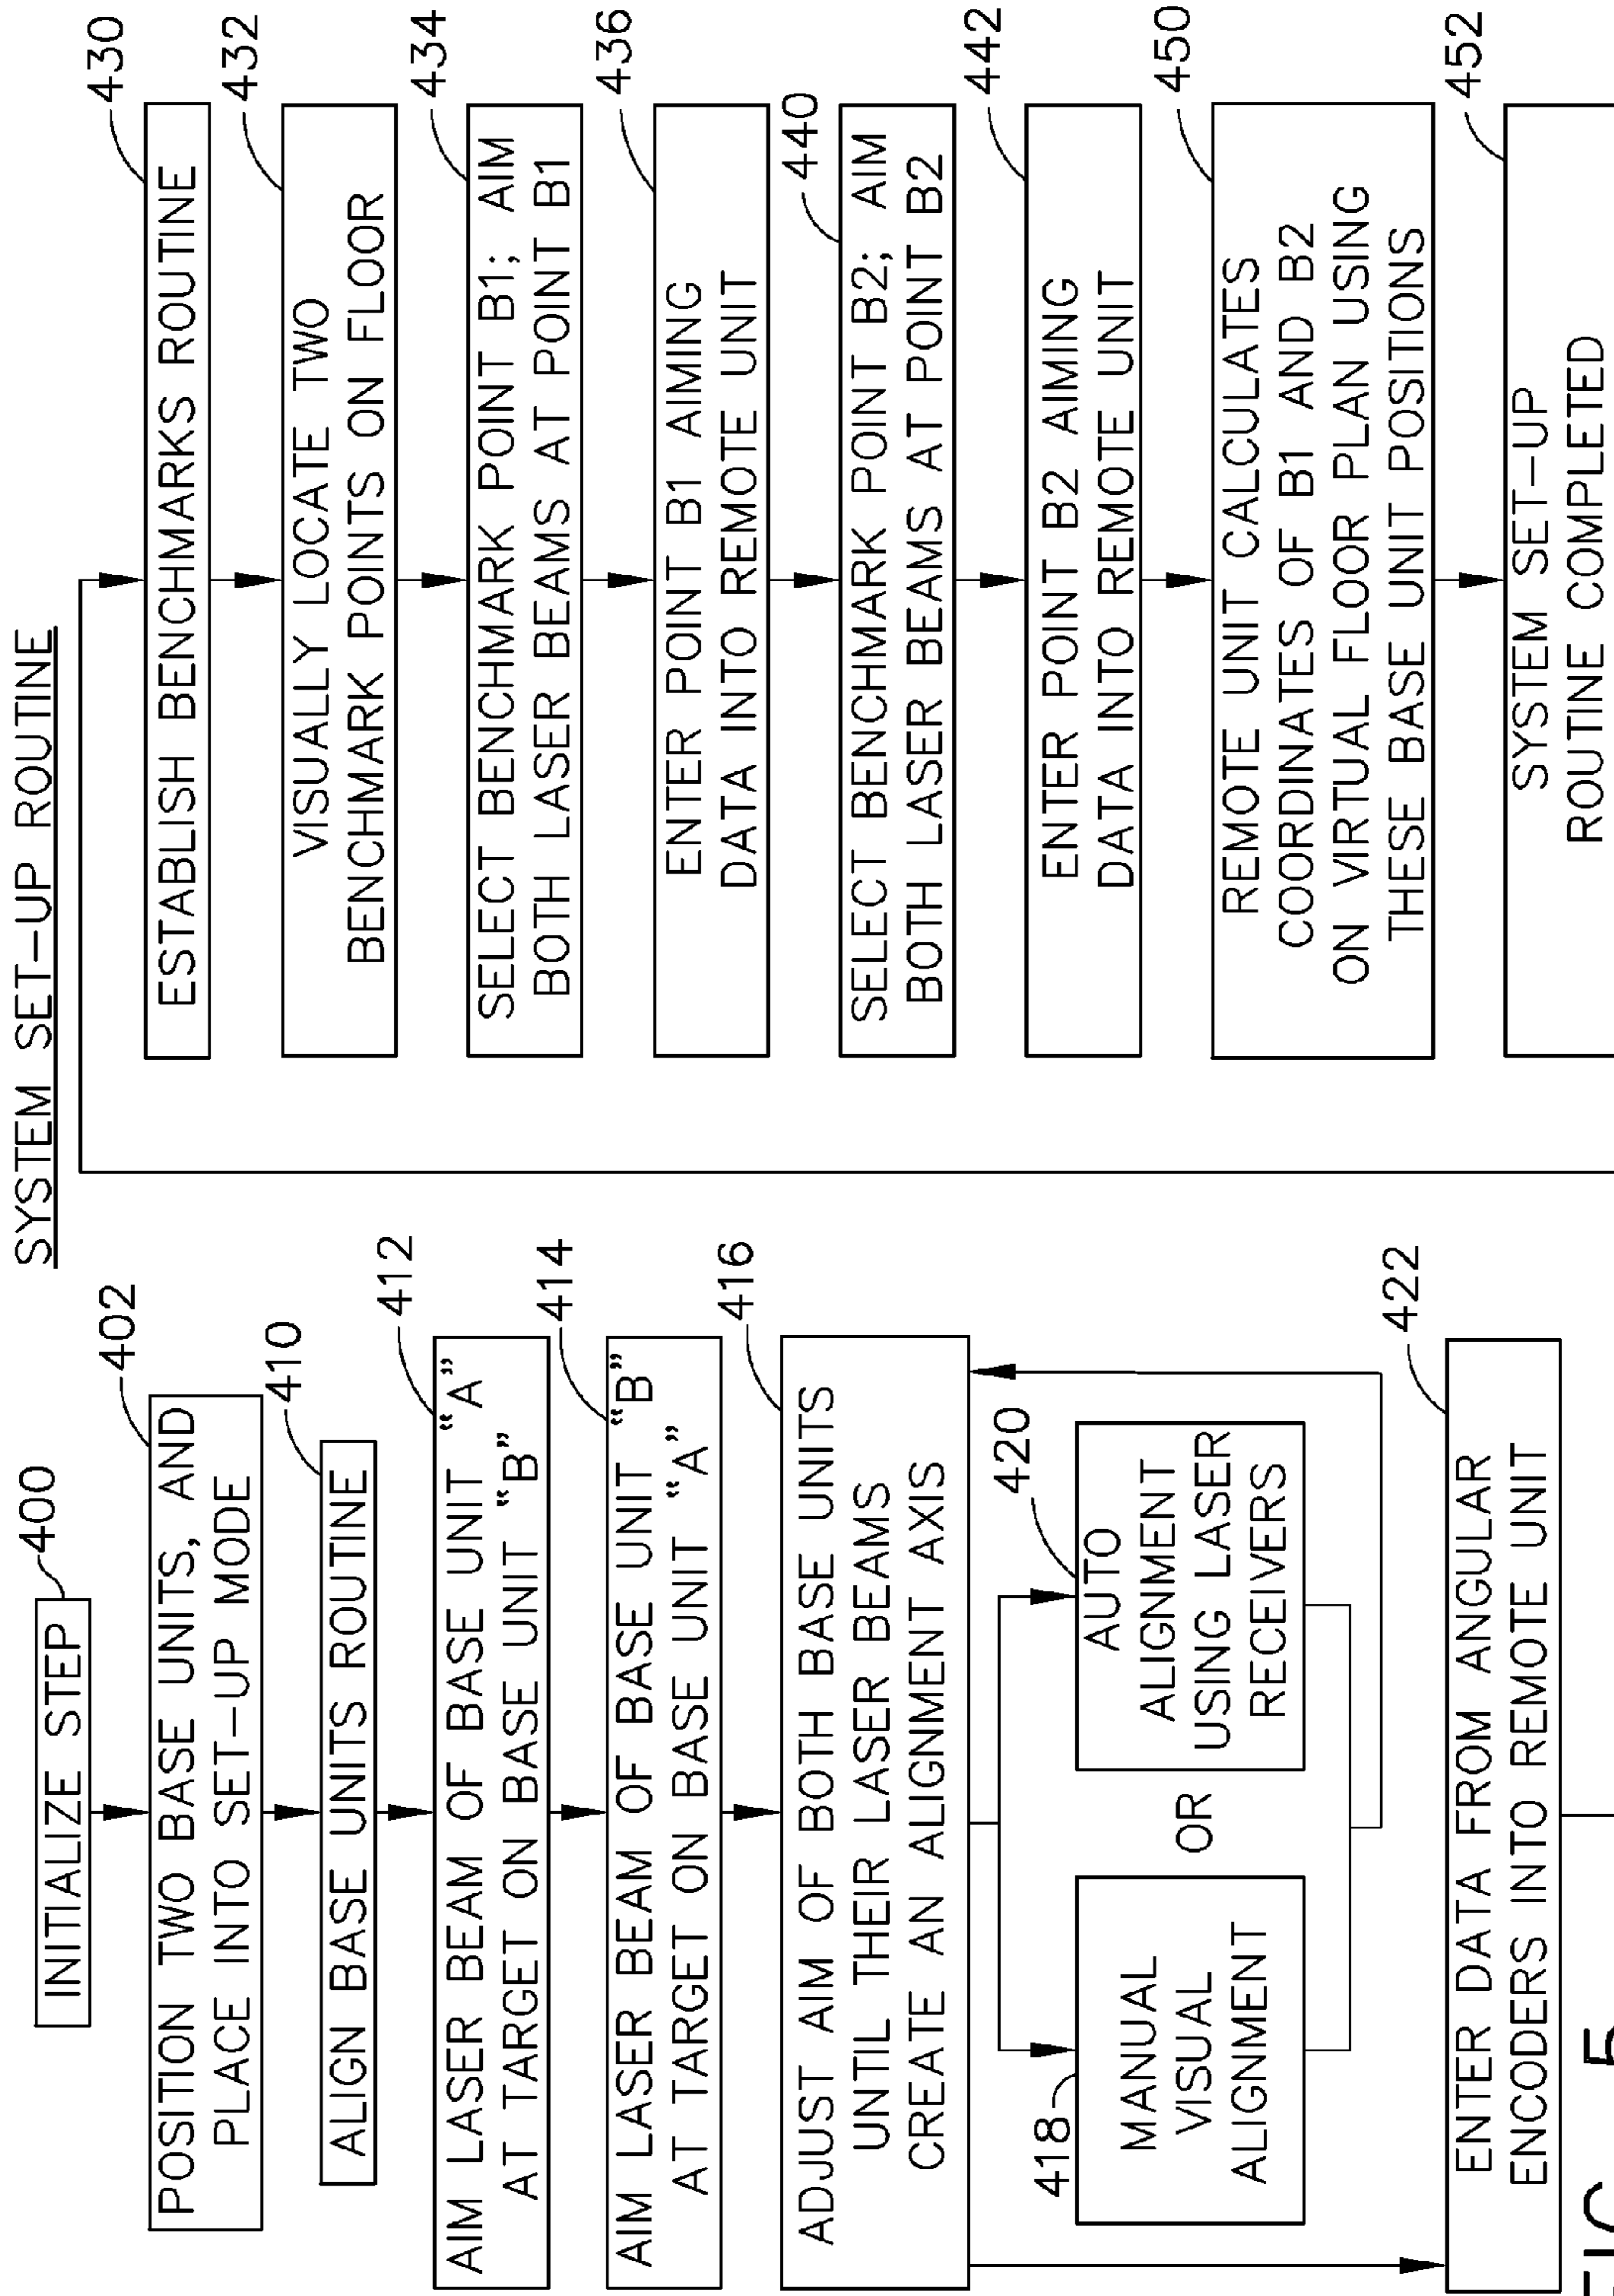 SYSTEM SET-UP ROUTINE
INITIALIZE STEP
400
POSITION TWO BASE UNITS, AND
PLACE INTO SET-UP MODE
402
ALIGN BASE UNITS ROUTINE
410
AIM LASER BEAM OF BASE UNIT "A"
AT TARGET ON BASE UNIT "B"
412
AIM LASER BEAM OF BASE UNIT "B"
AT TARGET ON BASE UNIT "A"
414
ADJUST AIM OF BOTH BASE UNITS
UNTIL THEIR LASER BEAMS
CREATE AN ALIGNMENT AXIS
416
418
MANUAL
VISUAL
ALIGNMENT
OR
420
AUTO
ALIGNMENT
USING LASER
RECEIVERS
ENTER DATA FROM ANGULAR
ENCODERS INTO REMOTE UNIT
422
ESTABLISH BENCHMARKS ROUTINE
430
VISUALLY LOCATE TWO
BENCHMARK POINTS ON FLOOR
432
SELECT BENCHMARK POINT B1; AIM
BOTH LASER BEAMS AT POINT B1
434
ENTER POINT B1 AIMING
DATA INTO REMOTE UNIT
436
SELECT BENCHMARK POINT B2; AIM
BOTH LASER BEAMS AT POINT B2
440
ENTER POINT B2 AIMING
DATA INTO REMOTE UNIT
442
REMOTE UNIT CALCULATES
COORDINATES OF B1 AND B2
ON VIRTUAL FLOOR PLAN USING
THESE BASE UNIT POSITIONS
450
SYSTEM SET-UP
ROUTINE COMPLETED
452